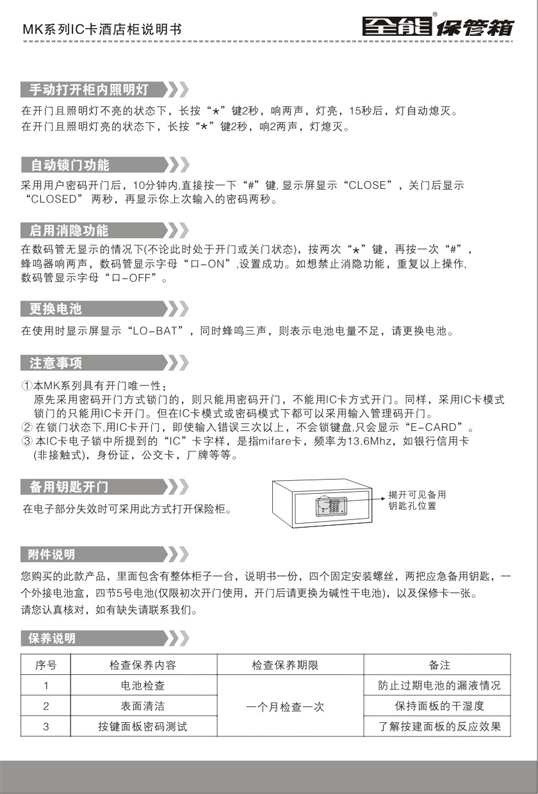 MK系列IC卡酒店柜说明书
全能®保管箱
手动打开柜内照明灯
在开门且照明灯不亮的状态下，长按“*”键2秒，响两声，灯亮，15秒后，灯自动熄灭。
在开门且照明灯亮的状态下，长按“*”键2秒，响2两声，灯熄灭。
自动锁门功能
采用用户密码开门后，10分钟内,直接按一下“#”键, 显示屏显示“CLOSE”，关门后显示
“CLOSED” 两秒，再显示你上次输入的密码两秒。
启用消隐功能
在数码管无显示的情况下(不论此时处于开门或关门状态)，按两次“*”键，再按一次“#”，
蜂鸣器响两声，数码管显示字母“口-ON”,设置成功。如想禁止消隐功能，重复以上操作,
数码管显示字母“口-OFF”。
更换电池
在使用时显示屏显示“LO-BAT”，同时蜂鸣三声，则表示电池电量不足，请更换电池。
注意事项
①本MK系列具有开门唯一性；
原先采用密码开门方式锁门的，则只能用密码开门，不能用IC卡方式开门。同样，采用IC卡模式
锁门的只能用IC卡开门。但在IC卡模式或密码模式下都可以采用输入管理码开门。
② 在锁门状态下,用IC卡开门，即使输入错误三次以上，不会锁键盘,只会显示“E-CARD”。
③ 本IC卡电子锁中所提到的“IC”卡字样，是指mifare卡，频率为13.6Mhz，如银行信用卡
(非接触式)，身份证，公交卡，厂牌等等。
备用钥匙开门
在电子部分失效时可采用此方式打开保险柜。
揭开可见备用
钥匙孔位置
附件说明
您购买的此款产品，里面包含有整体柜子一台，说明书一份，四个固定安装螺丝，两把应急备用钥匙，一
个外接电池盒，四节5号电池(仅限初次开门使用，开门后请更换为碱性干电池)，以及保修卡一张。
请您认真核对，如有缺失请联系我们。
保养说明
序号 检查保养内容 检查保养期限 备注
1 电池检查 防止过期电池的漏液情况
2 表面清洁 一个月检查一次 保持面板的干湿度
3 按键面板密码测试 了解按建面板的反应效果